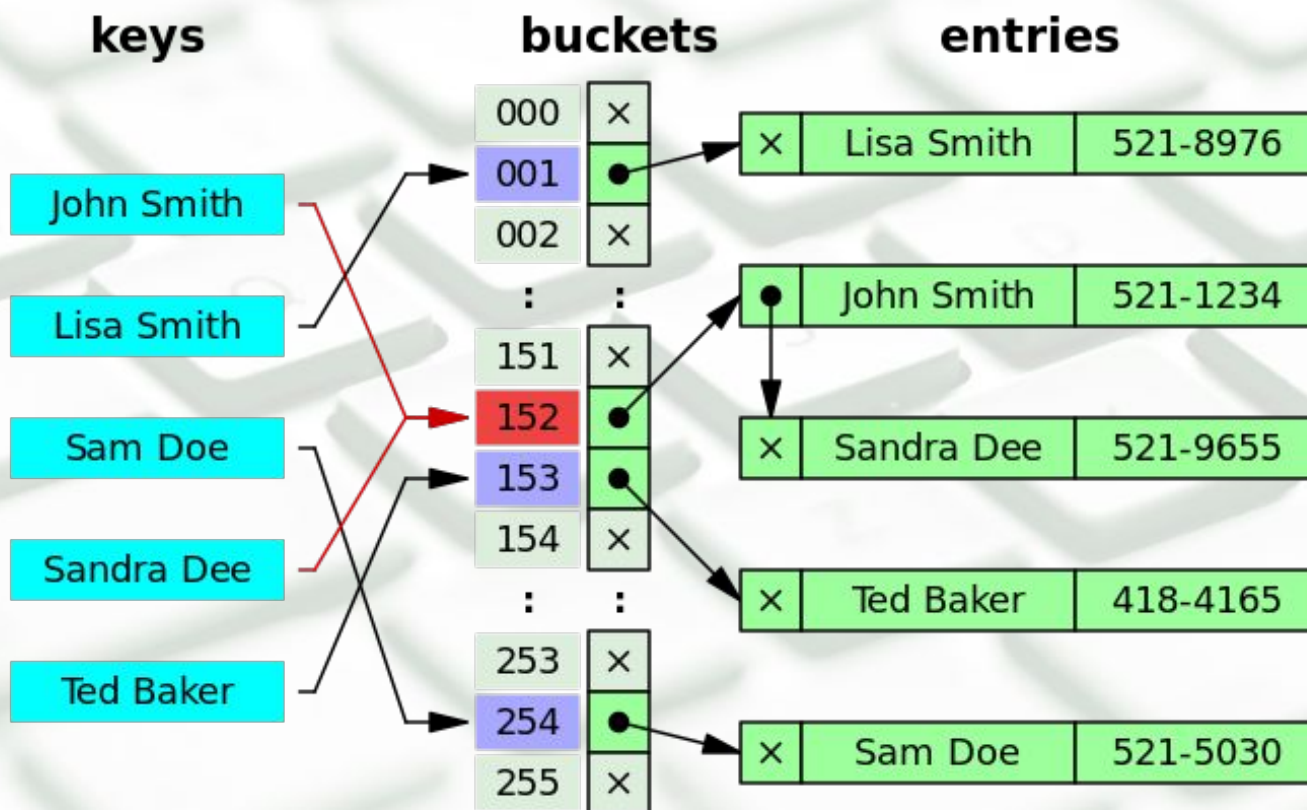 keys
buckets
entries
John Smith
Lisa Smith
Sam Doe
Sandra Dee
Ted Baker
000 ×
001
002 ×
: :
151 ×
152
153
154 ×
: :
253 ×
254
255 ×
× Lisa Smith 521-8976
John Smith 521-1234
× Sandra Dee 521-9655
× Ted Baker 418-4165
× Sam Doe 521-5030